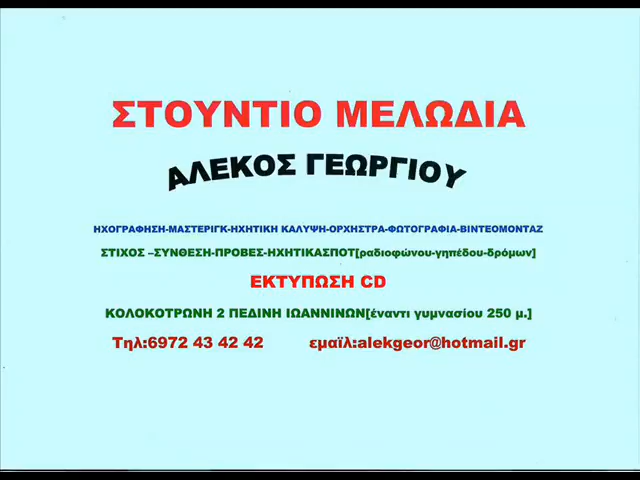 ΣΤΟΥΝΤΙΟ ΜΕΛΩΔΙΑ
ΑΛΕΚΟΣ ΓΕΩΡΓΙΟΥ
ΗΧΟΓΡΑΦΗΣΗ-ΜΑΣΤΕΡΙΓΚ-ΗΧΗΤΙΚΗ ΚΑΛΥΨΗ-ΟΡΧΗΣΤΡΑ-ΦΩΤΟΓΡΑΦΙΑ-ΒΙΝΤΕΟΜΟΝΤΑΖ
ΣΤΙΧΟΣ –ΣΥΝΘΕΣΗ-ΠΡΟΒΕΣ-ΗΧΗΤΙΚΑΣΠΟΤ[ραδιοφώνου-γηπέδου-δρόμων]
ΕΚΤΥΠΩΣΗ CD
ΚΟΛΟΚΟΤΡΩΝΗ 2 ΠΕΔΙΝΗ ΙΩΑΝΝΙΝΩΝ[έναντι γυμνασίου 250 μ.]
Τηλ:6972 43 42 42 εμαϊλ:alekgeor@hotmail.gr